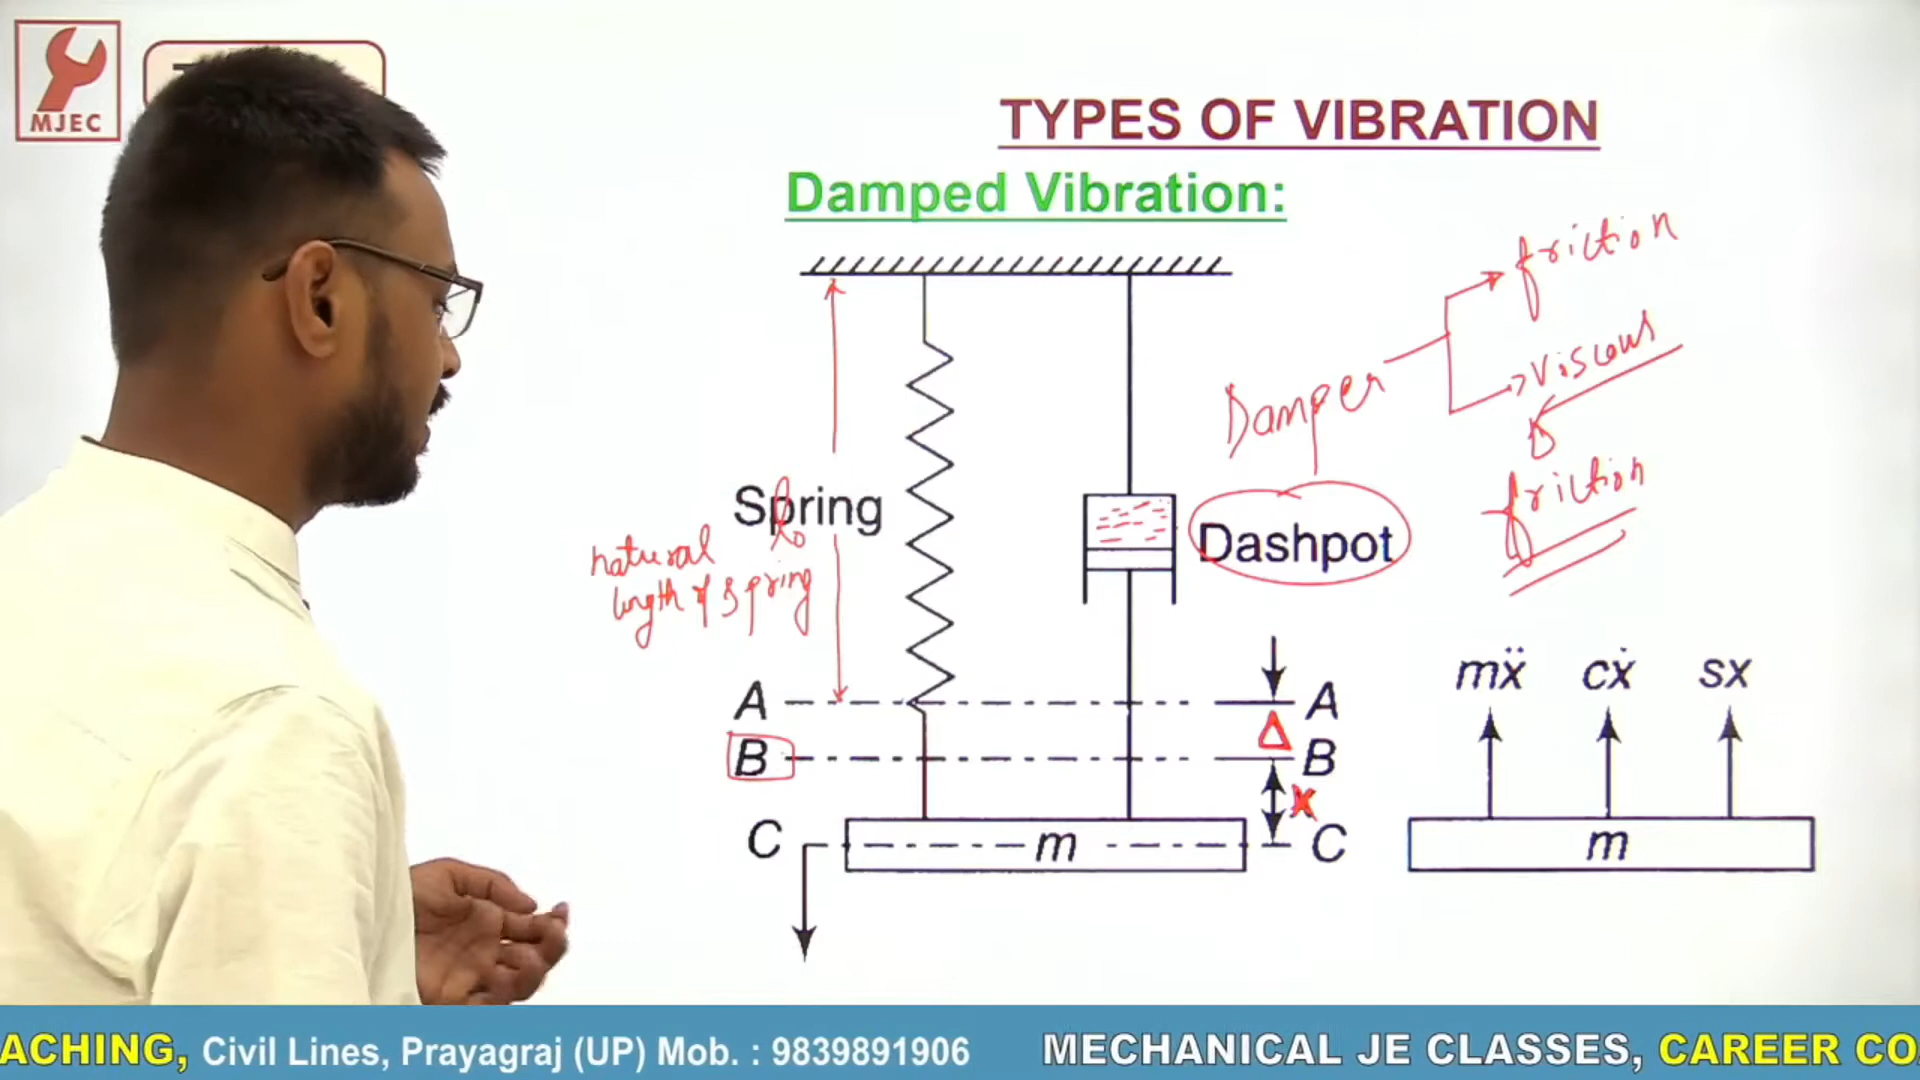 MJEC
TYPES OF VIBRATION
Damped Vibration:
friction
Damper
viscous
friction
Spring
lo
natural
length of spring
Dashpot
mẍ cẋ sx
A A
Δ
B B
x
C m C m
ACHING, Civil Lines, Prayagraj (UP) Mob. : 9839891906 MECHANICAL JE CLASSES, CAREER CO